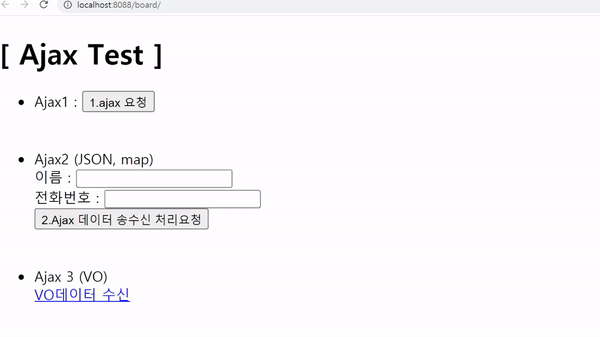 localhost:8088/board/
[ Ajax Test ]
Ajax1 : 1.ajax 요청
Ajax2 (JSON, map)
이름 :
전화번호 :
2.Ajax 데이터 송수신 처리요청
Ajax 3 (VO)
VO데이터 수신